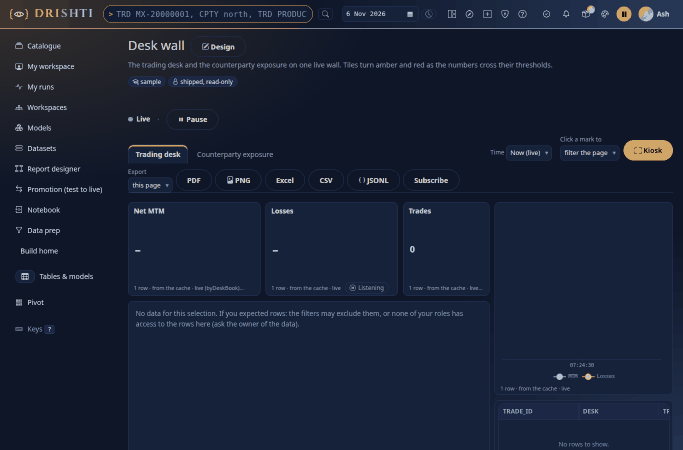 DRISHTI
> TRD MX-20000001, CPTY north, TRD PRODUC
6 Nov 2026
Ash
Catalogue
My workspace
My runs
Workspaces
Models
Datasets
Report designer
Promotion (test to live)
Notebook
Data prep
Build home
Tables & models
Pivot
Keys ?
Desk wall
Design
The trading desk and the counterparty exposure on one live wall. Tiles turn amber and red as the numbers cross their thresholds.
sample
shipped, read-only
Live
Pause
Trading desk
Counterparty exposure
Time
Now (live)
Click a mark to
filter the page
Kiosk
Export
this page
PDF
PNG
Excel
CSV
JSONL
Subscribe
Net MTM
–
1 row · from the cache · live (byDeskBook)...
Losses
–
1 row · from the cache · live
Listening
Trades
0
1 row · from the cache · live...
07:24:30
Losses
1 row · from the cache · live
No data for this selection. If you expected rows: the filters may exclude them, or none of your roles has
access to the rows here (ask the owner of the data).
TRADE_ID
DESK
TF
No rows to show.